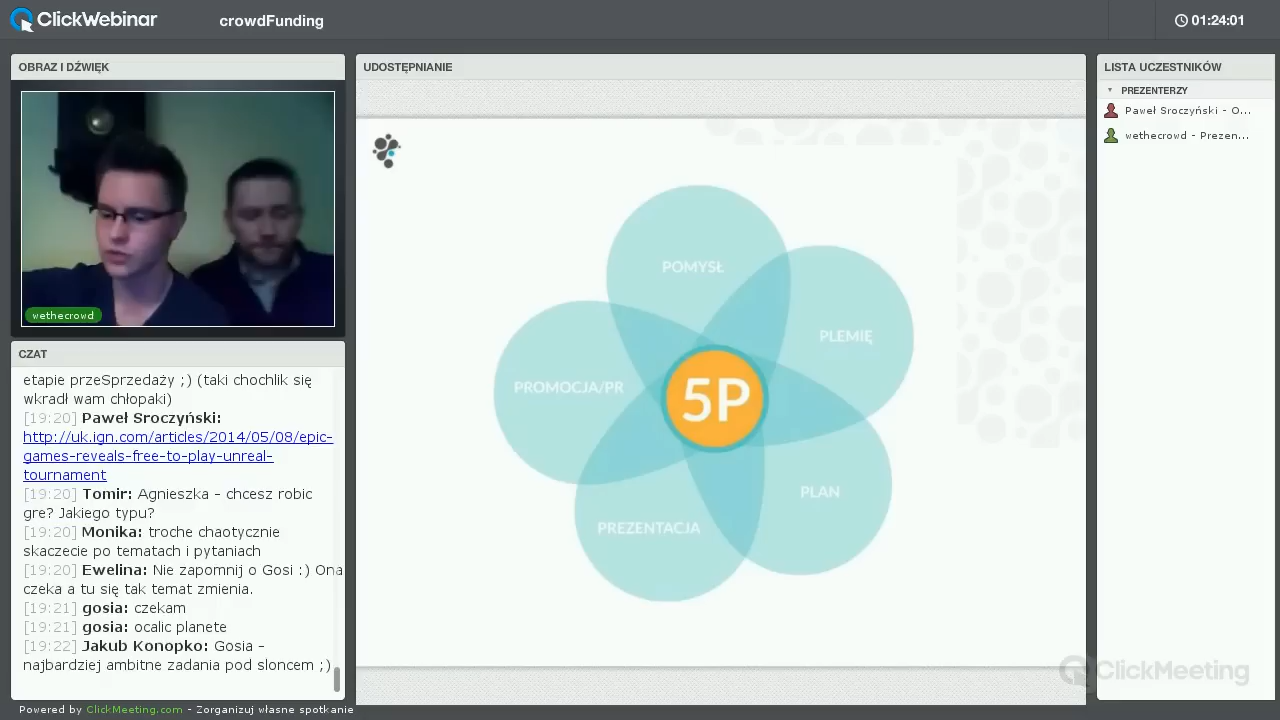 ClickWebinar
crowdFunding
01:24:01
OBRAZ I DŹWIĘK
wethecrowd
CZAT
etapie przeSprzedaży ;) (taki chochlik się
wkradł wam chłopaki)
[19:20] Paweł Sroczyński:
http://uk.ign.com/articles/2014/05/08/epic-
games-reveals-free-to-play-unreal-
tournament
[19:20] Tomir: Agnieszka - chcesz robic
gre? Jakiego typu?
[19:20] Monika: troche chaotycznie
skaczecie po tematach i pytaniach
[19:20] Ewelina: Nie zapomnij o Gosi :) Ona
czeka a tu się tak temat zmienia.
[19:21] gosia: czekam
[19:21] gosia: ocalic planete
[19:22] Jakub Konopko: Gosia -
najbardziej ambitne zadania pod sloncem ;)
Powered by ClickMeeting.com - Zorganizuj własne spotkanie
UDOSTĘPNIANIE
POMYSŁ
PLEMIĘ
PROMOCJA/PR
5P
PLAN
PREZENTACJA
LISTA UCZESTNIKÓW
PREZENTERZY
Paweł Sroczyński - O...
wethecrowd - Prezen...
ClickMeeting